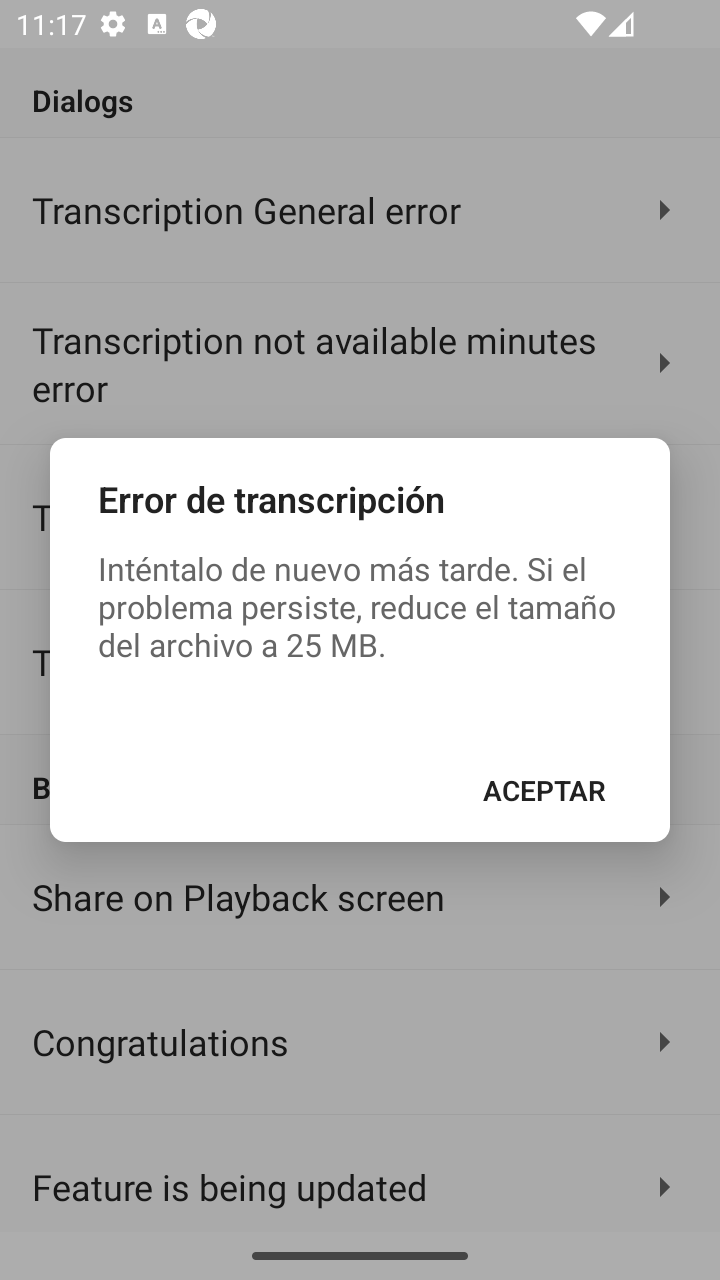 11:17
Dialogs
Transcription General error
Transcription not available minutes
error
T
Error de transcripción
Inténtalo de nuevo más tarde. Si el
problema persiste, reduce el tamaño
del archivo a 25 MB.
T
B
ACEPTAR
Share on Playback screen
Congratulations
Feature is being updated